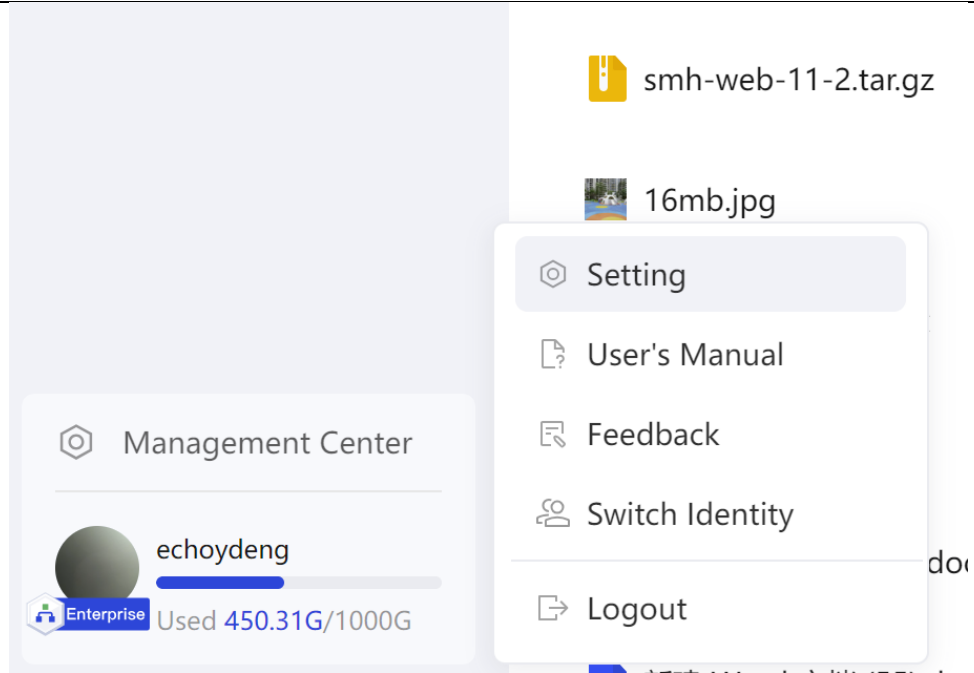 smh-web-11-2.tar.gz
16mb.jpg
Setting
User's Manual
Feedback
Switch Identity
Logout
Management Center
echoydeng
Enterprise
Used 450.31G/1000G